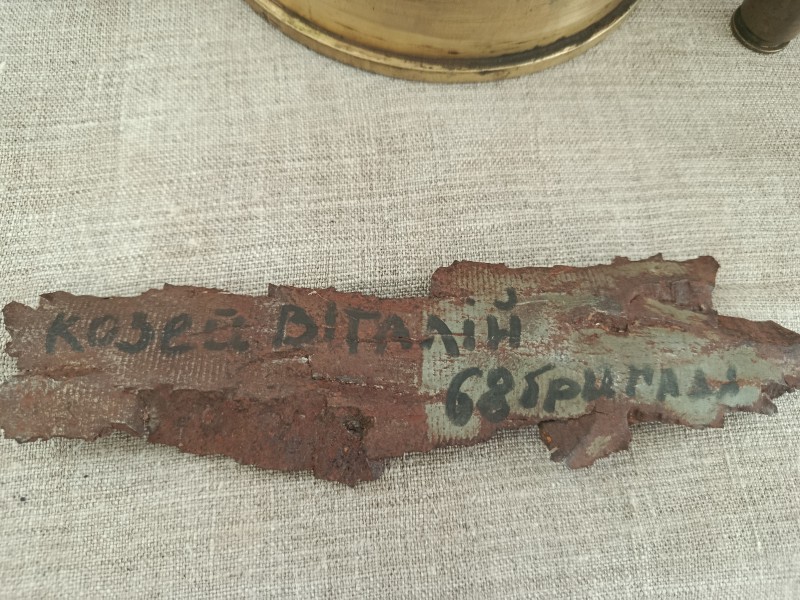 козей Віталій
68 бригада